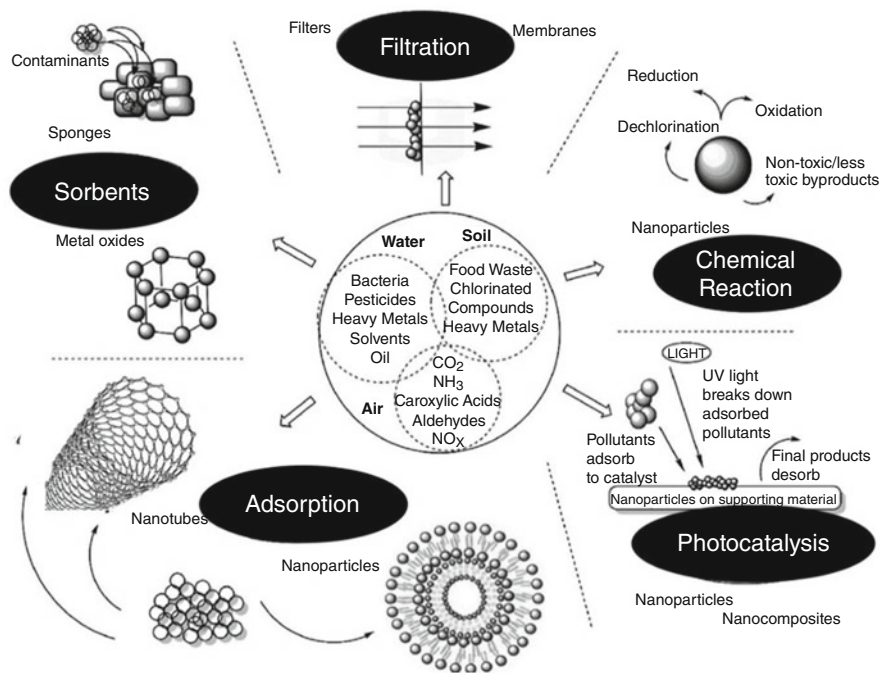 Contaminants
Sponges
Sorbents
Metal oxides
Filters
Filtration
Membranes
Reduction
Oxidation
Dechlorination
Non-toxic/less
toxic byproducts
Nanoparticles
Chemical
Reaction
Water
Soil
Bacteria
Pesticides
Heavy Metals
Solvents
Oil
Food Waste
Chlorinated
Compounds
Heavy Metals
Air
CO2
NH3
Caroxylic Acids
Aldehydes
NOX
LIGHT
UV light
breaks down
adsorbed
pollutants
Pollutants
adsorb
to catalyst
Final products
desorb
Nanoparticles on supporting material
Photocatalysis
Nanoparticles
Nanocomposites
Nanotubes
Adsorption
Nanoparticles